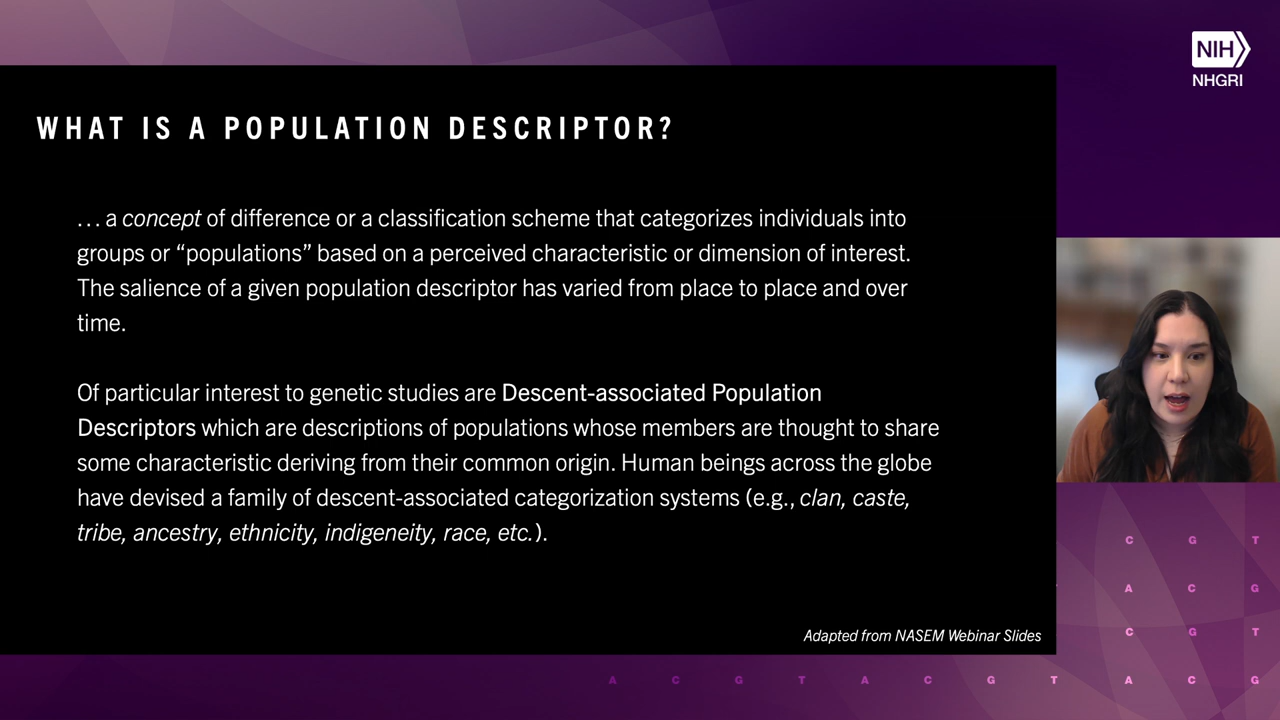 NIH
NHGRI
WHAT IS A POPULATION DESCRIPTOR?
... a concept of difference or a classification scheme that categorizes individuals into
groups or “populations” based on a perceived characteristic or dimension of interest.
The salience of a given population descriptor has varied from place to place and over
time.
Of particular interest to genetic studies are Descent-associated Population
Descriptors which are descriptions of populations whose members are thought to share
some characteristic deriving from their common origin. Human beings across the globe
have devised a family of descent-associated categorization systems (e.g., clan, caste,
tribe, ancestry, ethnicity, indigeneity, race, etc.).
Adapted from NASEM Webinar Slides
C G T
A C G
C G T
A C G T A C G T A C G